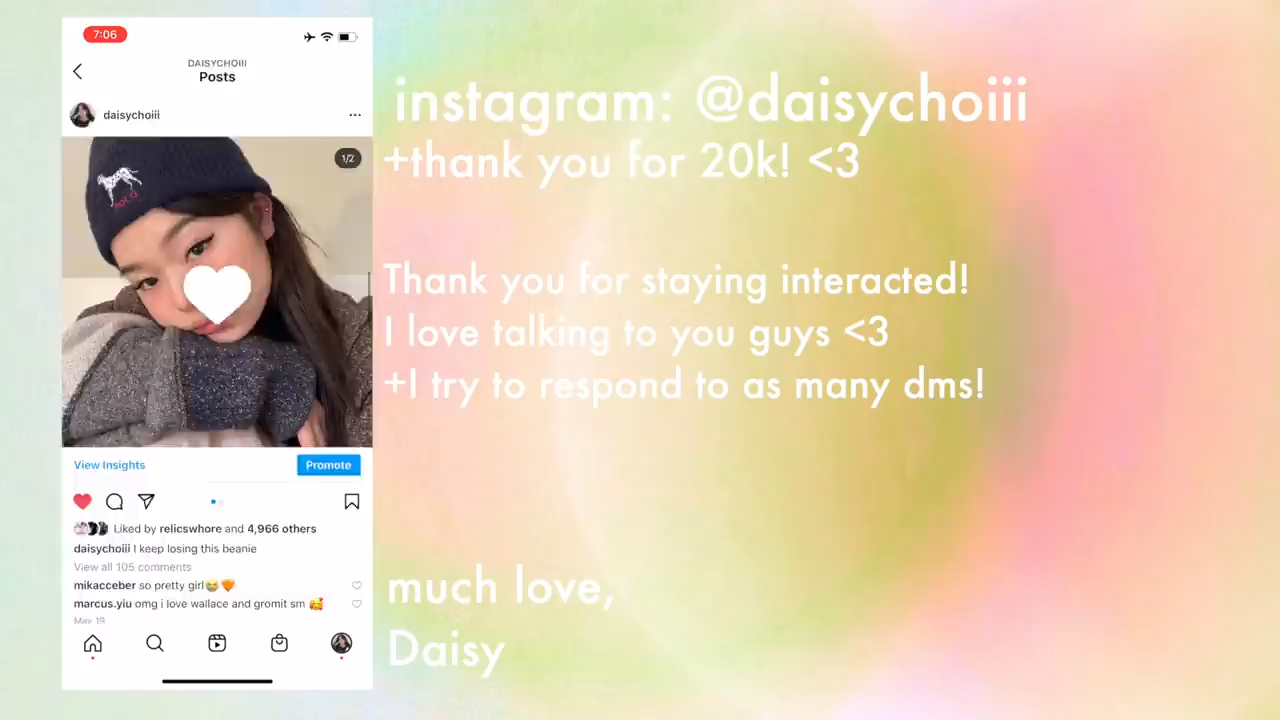 7:06
DAISYCHOIII
Posts
daisychoiii
1/2
View Insights
Promote
Liked by relicswhore and 4,966 others
daisychoiii I keep losing this beanie
View all 105 comments
mikacceber so pretty girl😭🧡
marcus.yiu omg i love wallace and gromit sm 🥰
May 19
instagram: @daisychoiii
+thank you for 20k! <3
Thank you for staying interacted!
I love talking to you guys <3
+I try to respond to as many dms!
much love,
Daisy